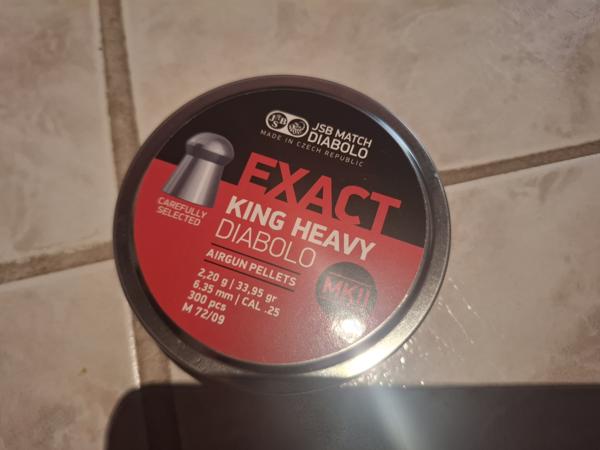 JSB
JSB MATCH
DIABOLO
MADE IN CZECH REPUBLIC
CAREFULLY
SELECTED
EXACT
KING HEAVY
DIABOLO
AIRGUN PELLETS
2,20 g | 33,95 gr
6,35 mm | CAL .25
300 pcs
M 72/09
MKII